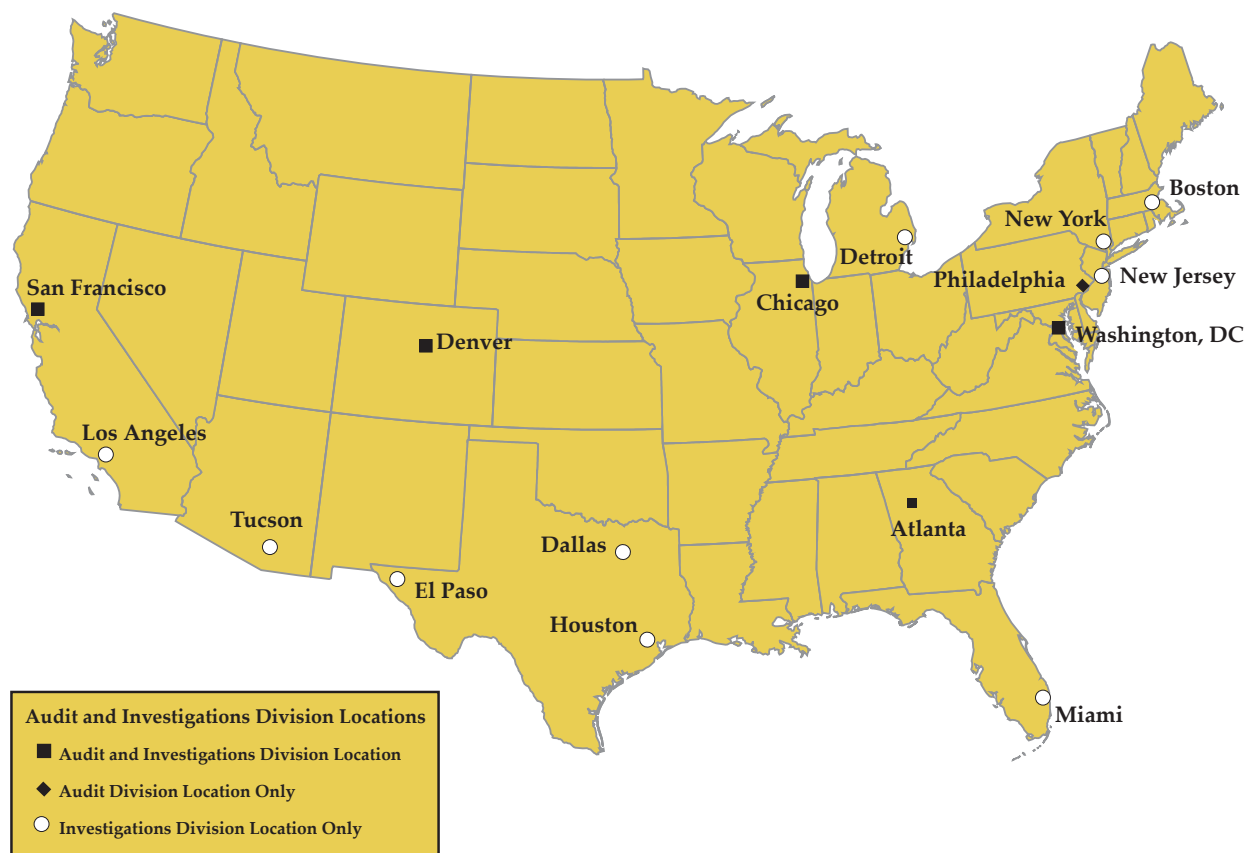 Boston
New York
Detroit
New Jersey
Philadelphia
San Francisco
Chicago
Washington, DC
Denver
Los Angeles
Tucson
Atlanta
Dallas
El Paso
Houston
Miami
Audit and Investigations Division Locations
Audit and Investigations Division Location
Audit Division Location Only
Investigations Division Location Only